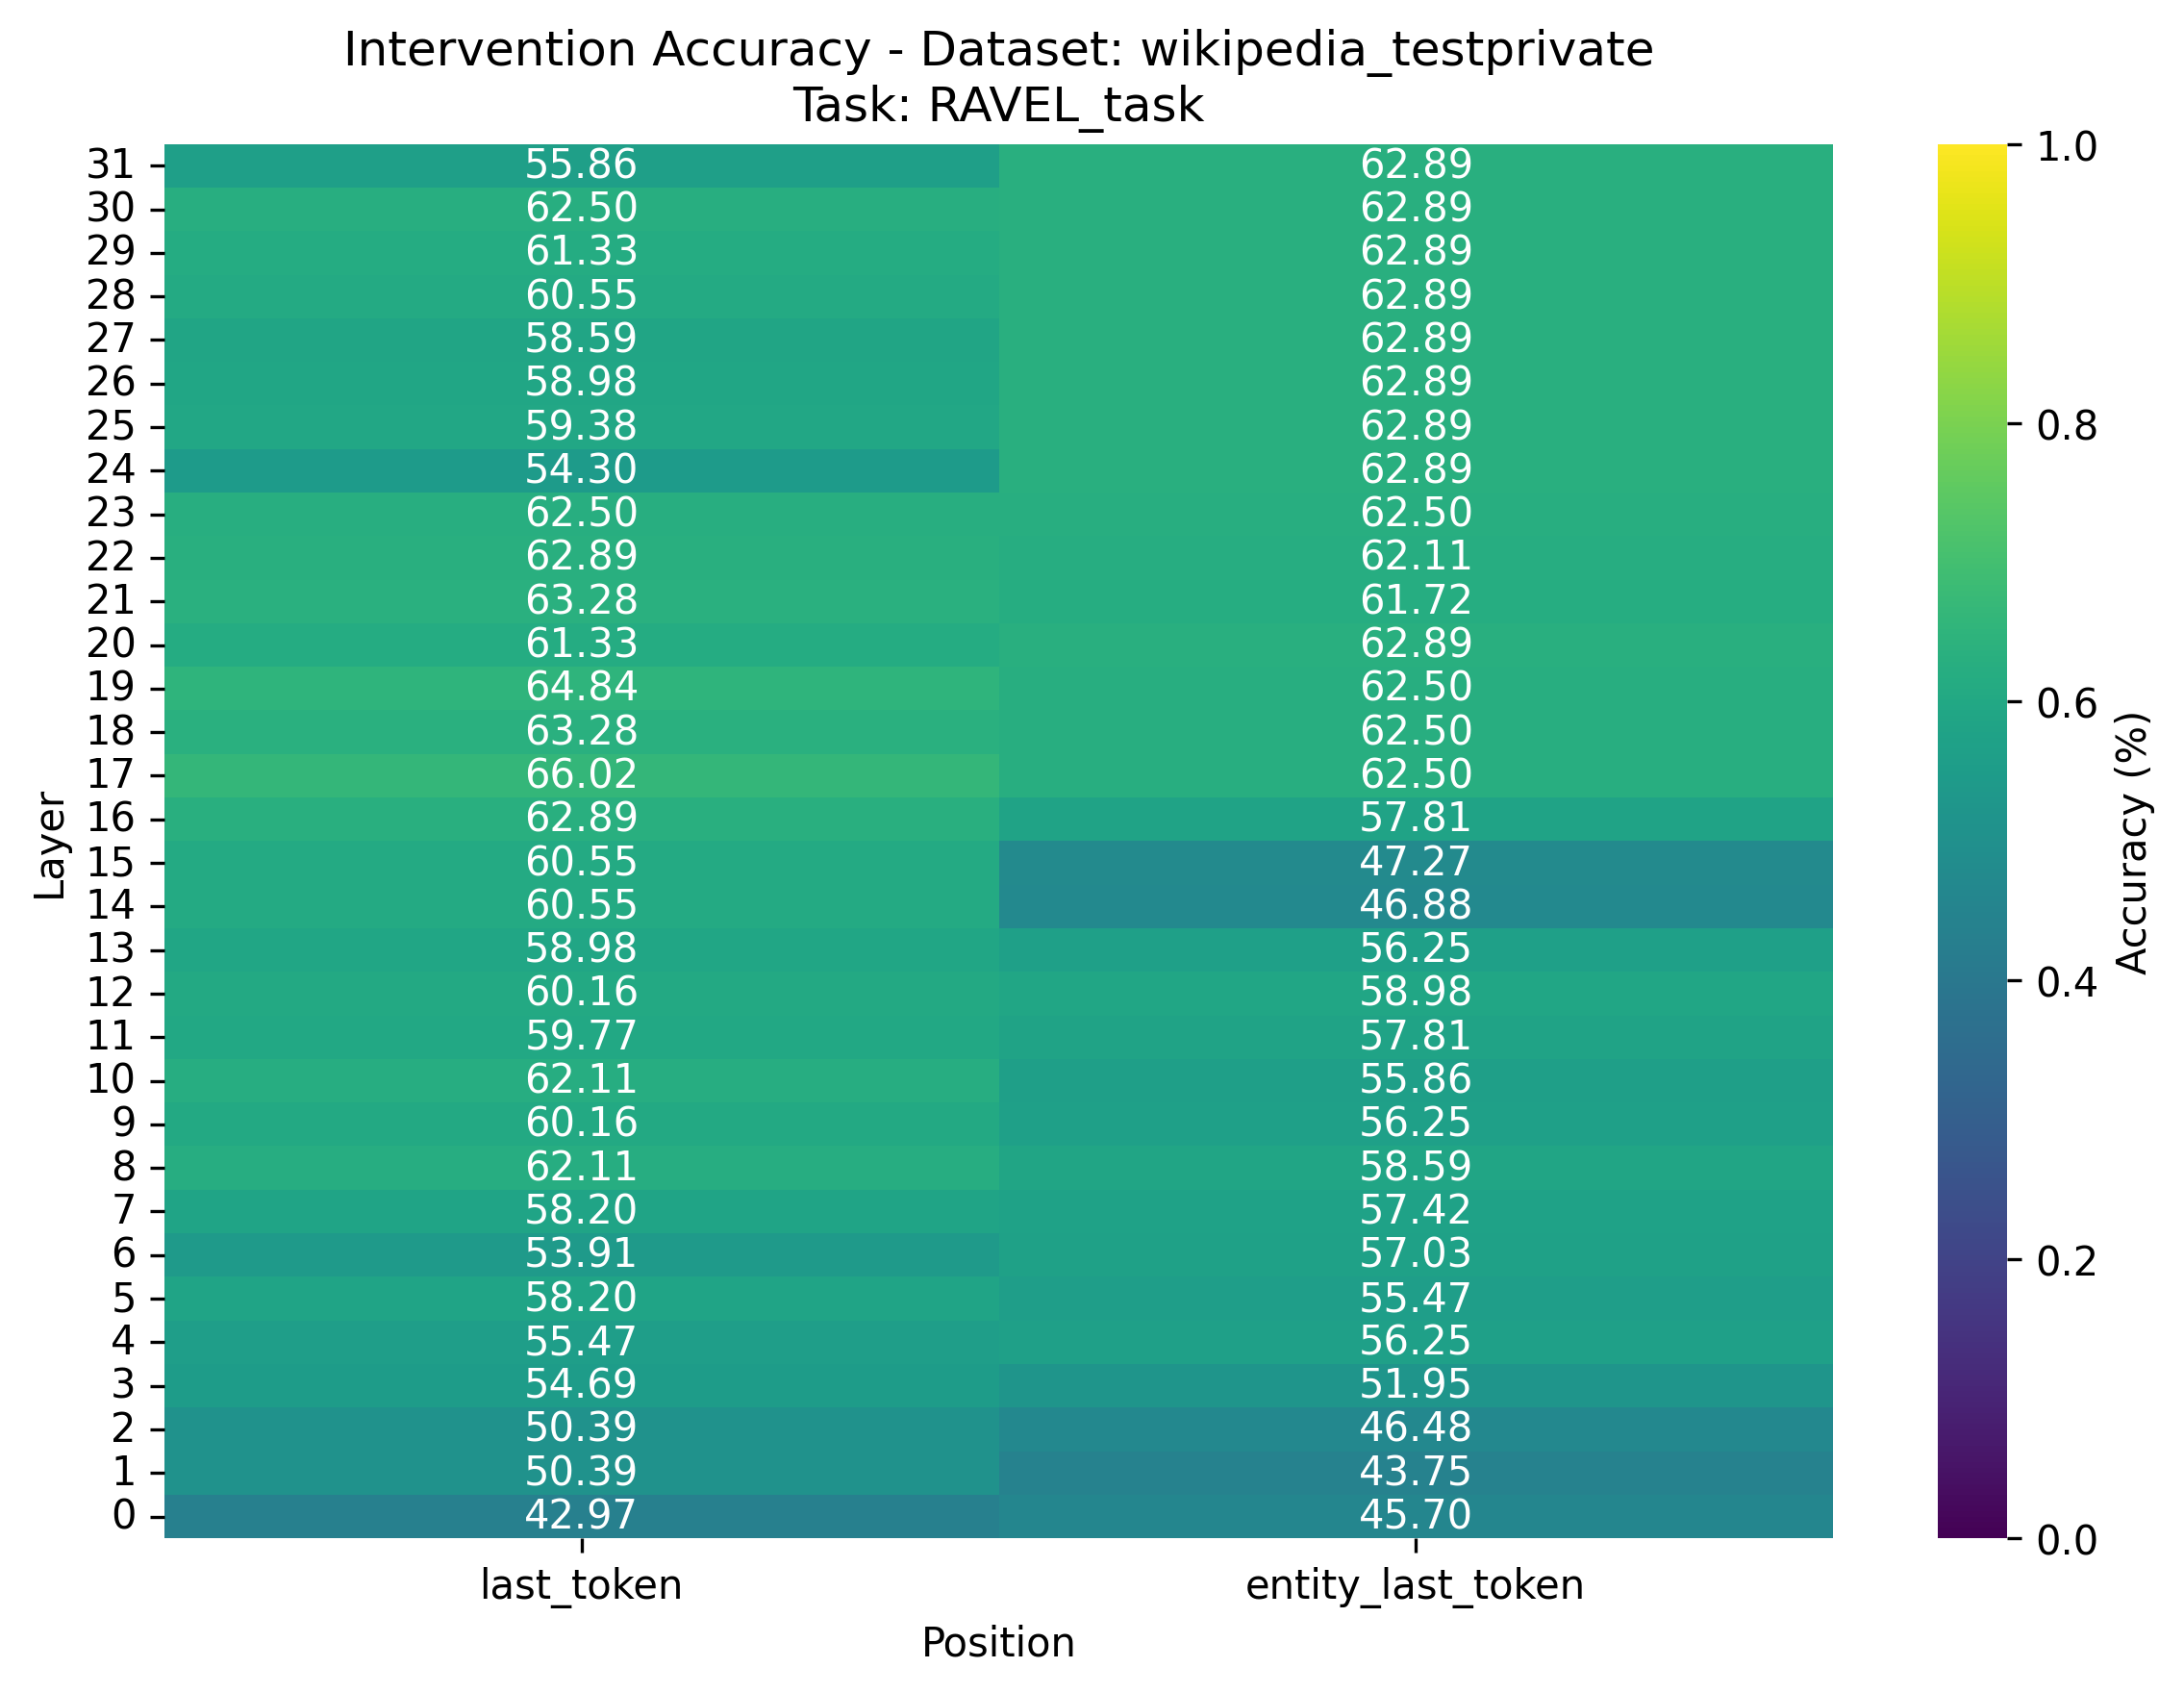 Intervention Accuracy - Dataset: wikipedia_testprivate
Task: RAVEL_task
31 55.86 62.89
30 62.50 62.89
29 61.33 62.89
28 60.55 62.89
27 58.59 62.89
26 58.98 62.89
25 59.38 62.89
24 54.30 62.89
23 62.50 62.50
22 62.89 62.11
21 63.28 61.72
20 61.33 62.89
19 64.84 62.50
18 63.28 62.50
17 66.02 62.50
16 62.89 57.81
15 60.55 47.27
14 60.55 46.88
13 58.98 56.25
12 60.16 58.98
11 59.77 57.81
10 62.11 55.86
9 60.16 56.25
8 62.11 58.59
7 58.20 57.42
6 53.91 57.03
5 58.20 55.47
4 55.47 56.25
3 54.69 51.95
2 50.39 46.48
1 50.39 43.75
0 42.97 45.70
last_token entity_last_token
Position
Layer
1.0
0.8
0.6
0.4
0.2
0.0
Accuracy (%)